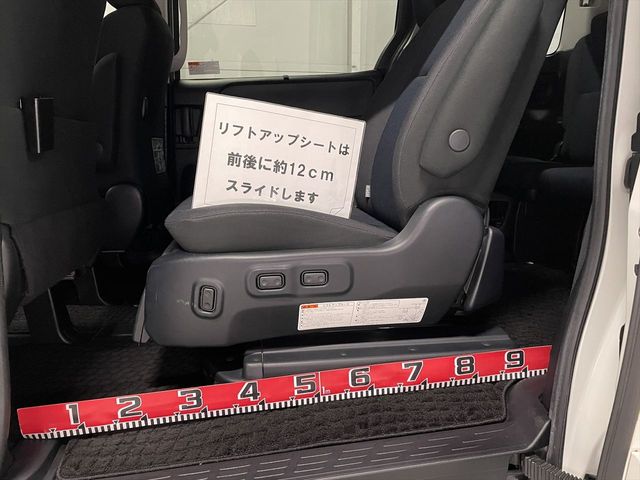 リフトアップシートは
前後に約12cm
スライドします
1 2 3 4 5 6 7 8 9